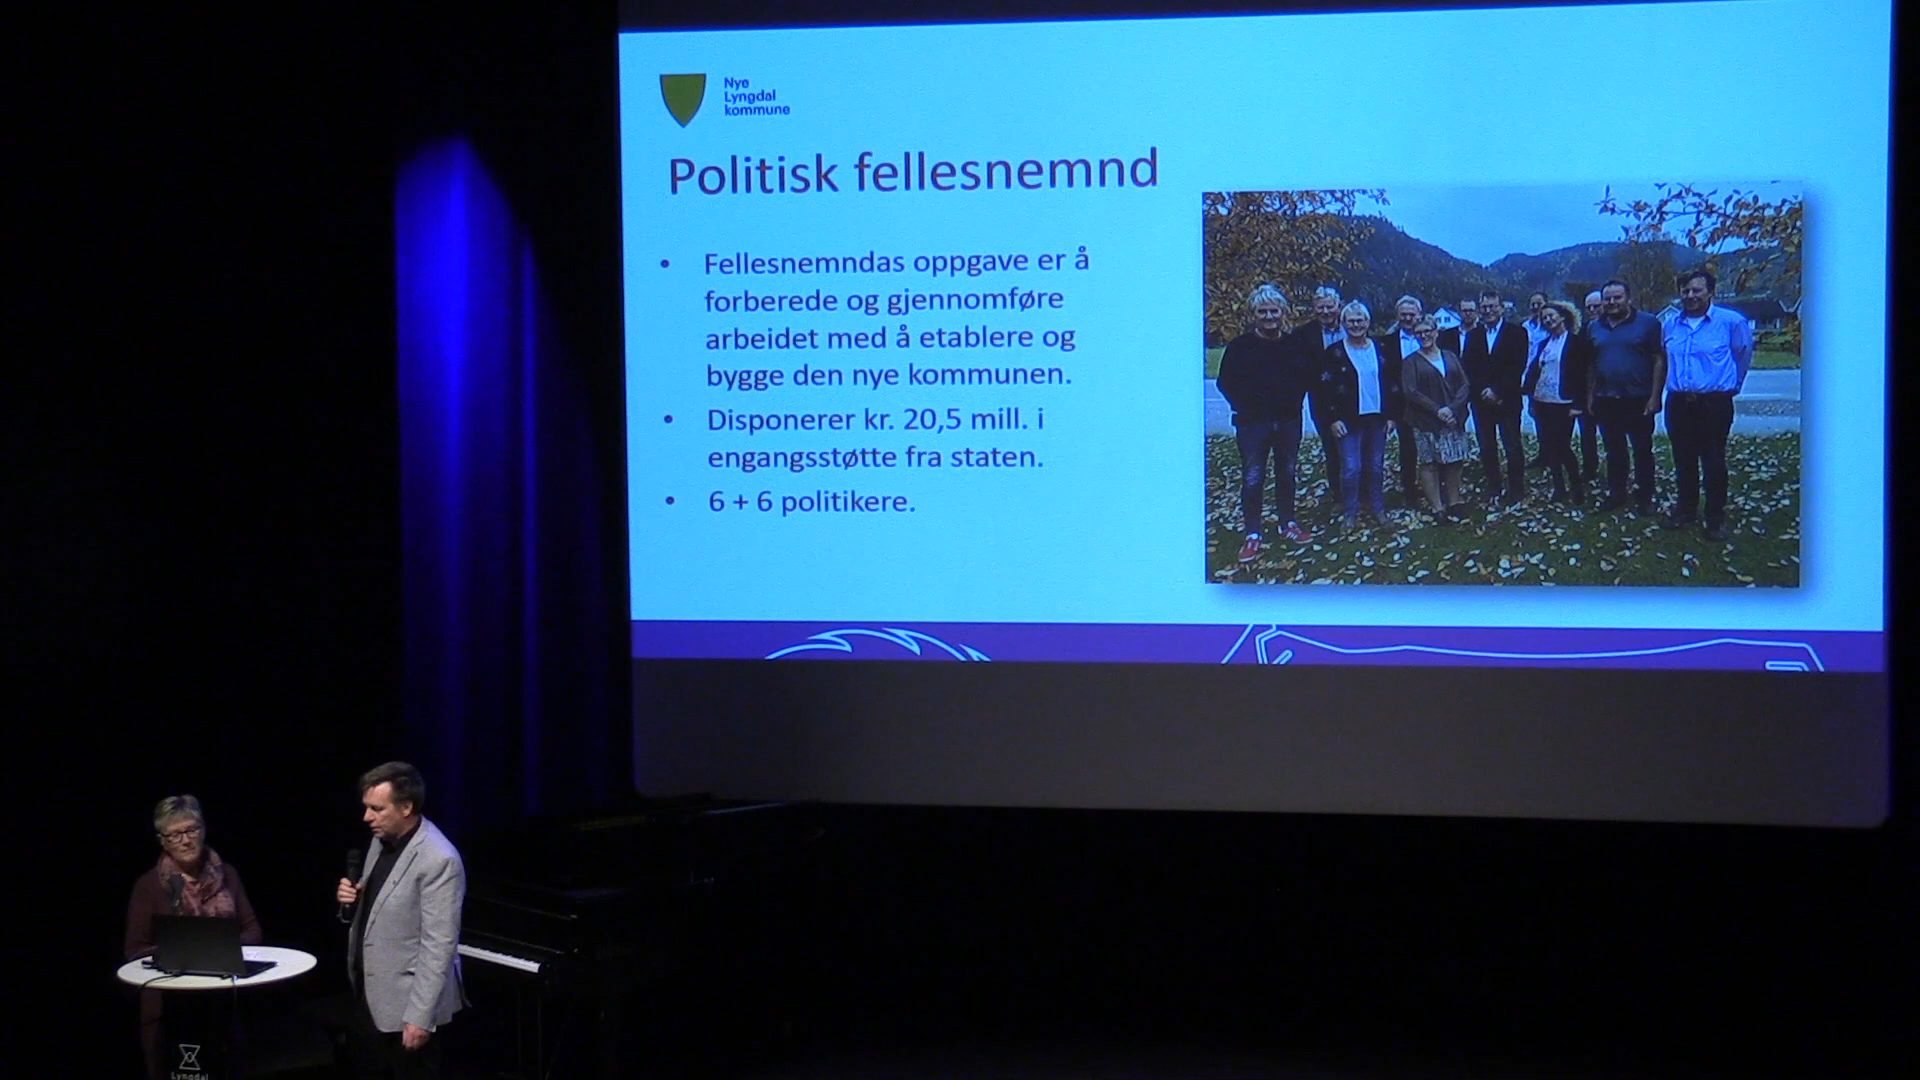 Nye
Lyngdal
kommune
Politisk fellesnemnd
• Fellesnemndas oppgave er å
forberede og gjennomføre
arbeidet med å etablere og
bygge den nye kommunen.
• Disponerer kr. 20,5 mill. i
engangsstøtte fra staten.
• 6 + 6 politikere.
Lyngdal